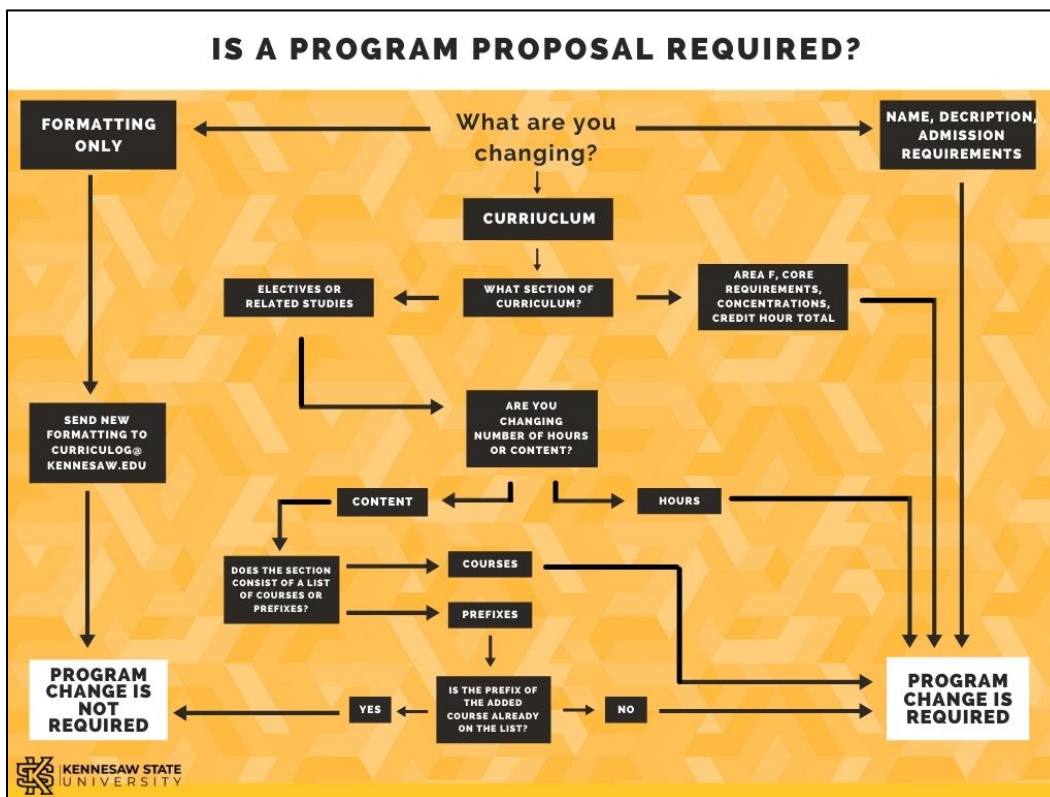 IS A PROGRAM PROPOSAL REQUIRED?
FORMATTING
ONLY
What are you
changing?
NAME, DECRIPTION,
ADMISSION
REQUIREMENTS
CURRIUCLUM
ELECTIVES OR
RELATED STUDIES
WHAT SECTION OF
CURRICULUM?
AREA F, CORE
REQUIREMENTS,
CONCENTRATIONS,
CREDIT HOUR TOTAL
SEND NEW
FORMATTING TO
CURRICULOG@
KENNESAW.EDU
ARE YOU
CHANGING
NUMBER OF HOURS
OR CONTENT?
CONTENT
HOURS
DOES THE SECTION
CONSIST OF A LIST
OF COURSES OR
PREFIXES?
COURSES
PREFIXES
PROGRAM
CHANGE IS
NOT
REQUIRED
YES
IS THE PREFIX OF
THE ADDED
COURSE ALREADY
ON THE LIST?
NO
PROGRAM
CHANGE IS
REQUIRED
KS
KENNESAW STATE
UNIVERSITY